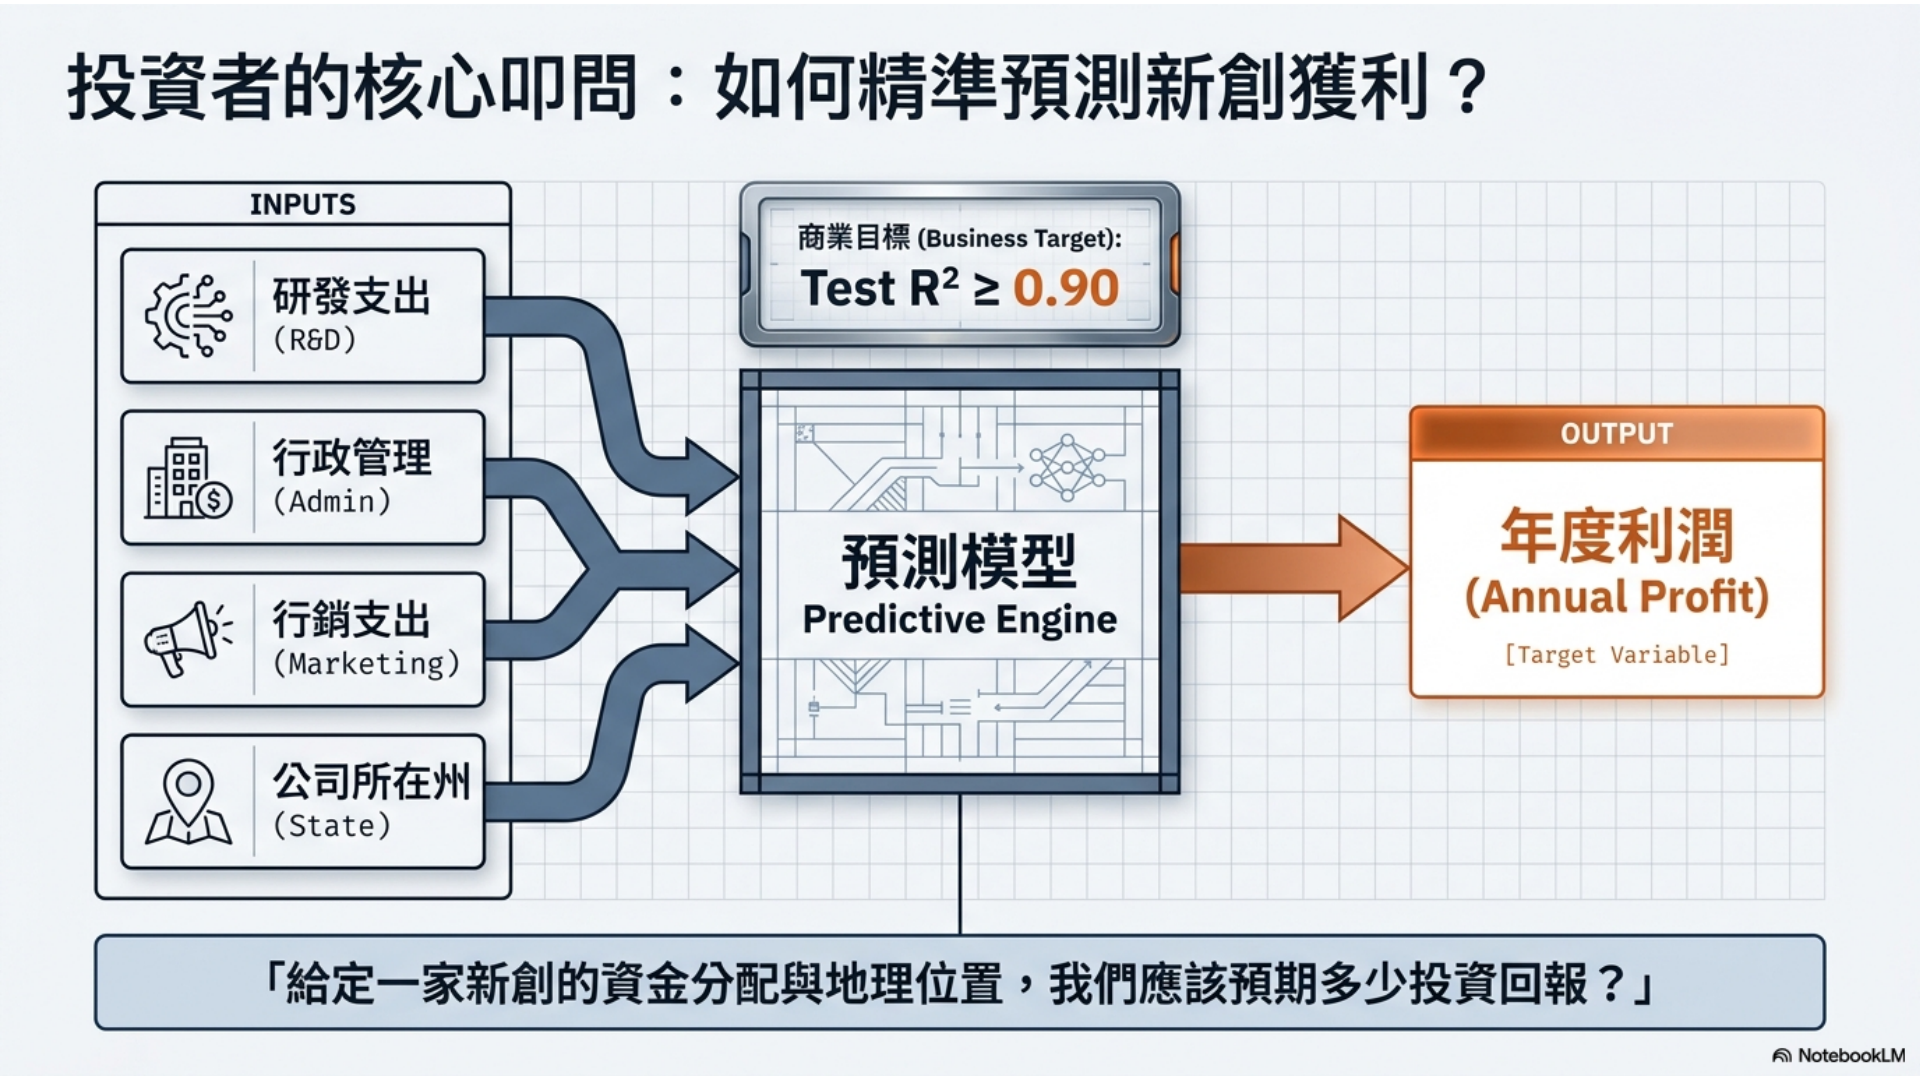 投資者的核心叩問：如何精準預測新創獲利？
INPUTS
研發支出
(R&D)
行政管理
(Admin)
行銷支出
(Marketing)
公司所在州
(State)
商業目標 (Business Target):
Test R² ≥ 0.90
預測模型
Predictive Engine
OUTPUT
年度利潤
(Annual Profit)
[Target Variable]
「給定一家新創的資金分配與地理位置，我們應該預期多少投資回報？」
NotebookLM